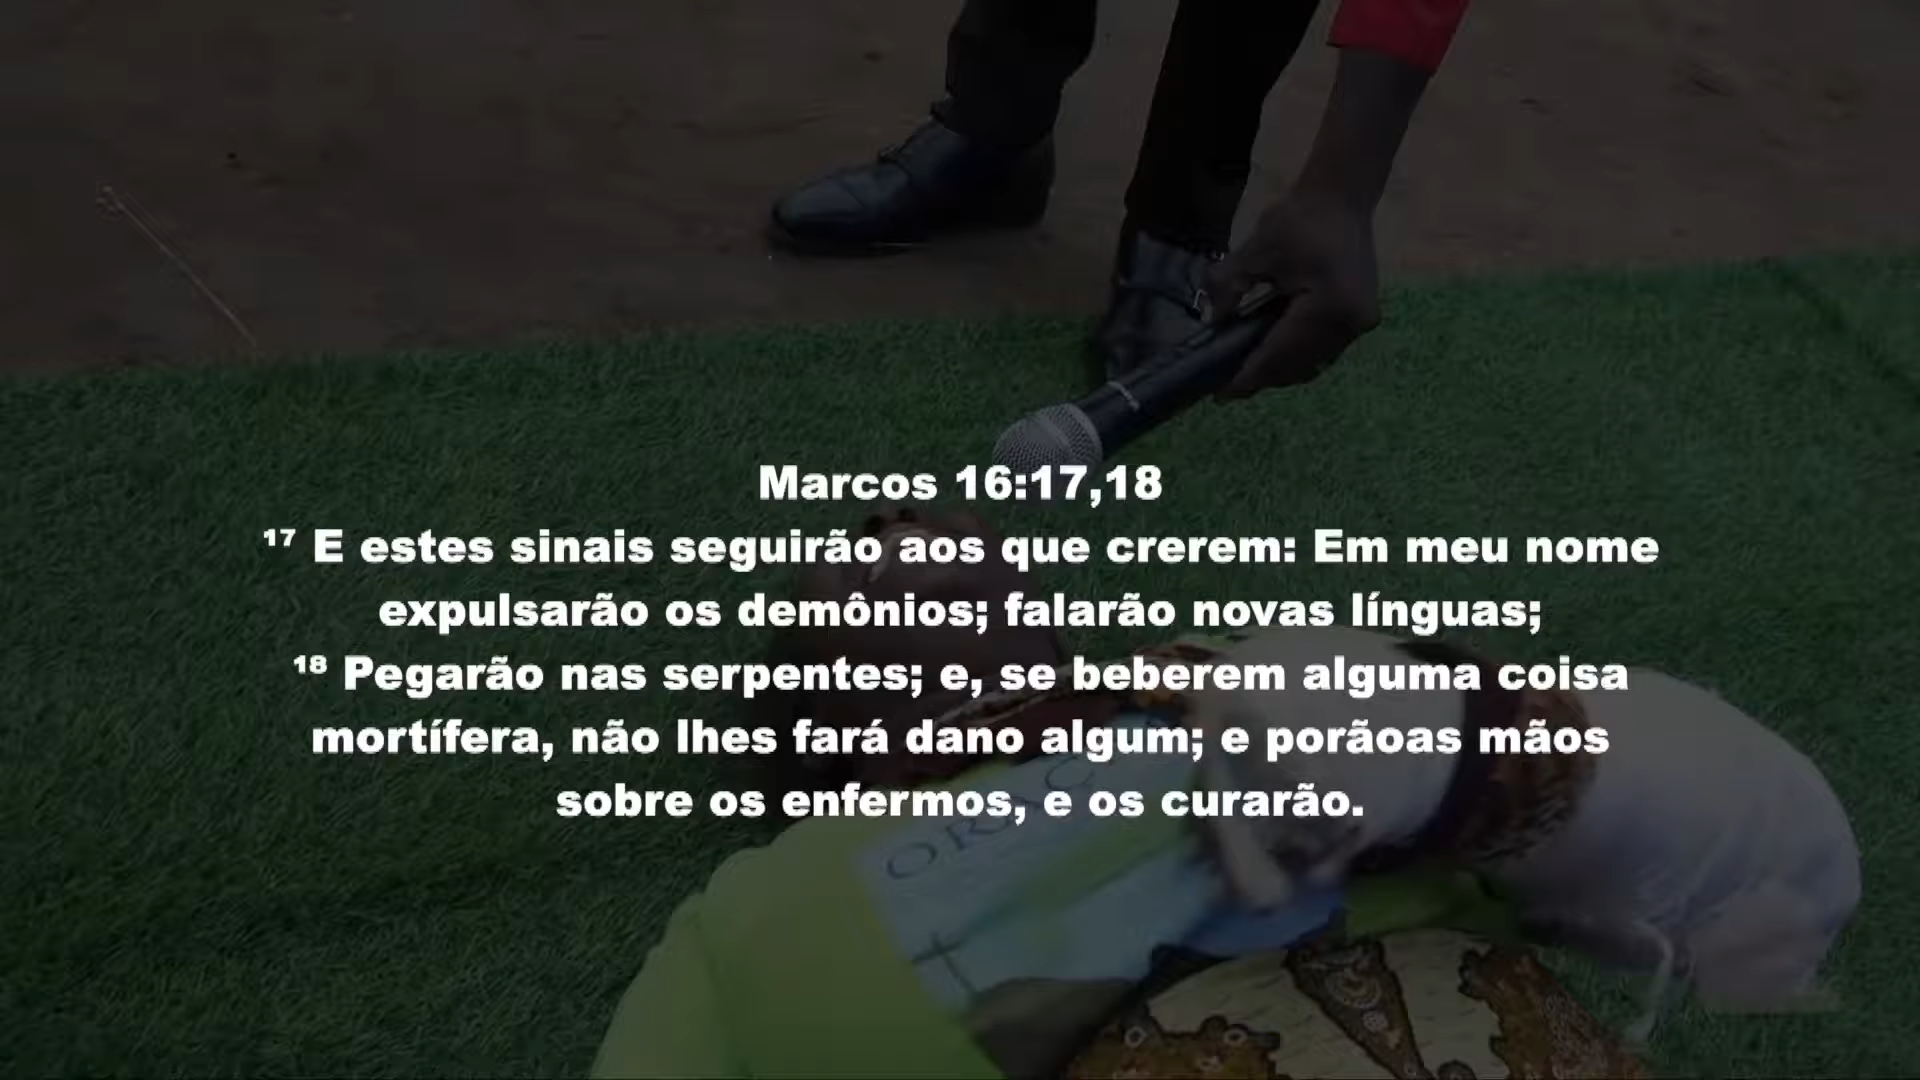 Marcos 16:17,18
¹⁷ E estes sinais seguirão aos que crerem: Em meu nome
expulsarão os demônios; falarão novas línguas;
¹⁸ Pegarão nas serpentes; e, se beberem alguma coisa
mortífera, não lhes fará dano algum; e porãoas mãos
sobre os enfermos, e os curarão.